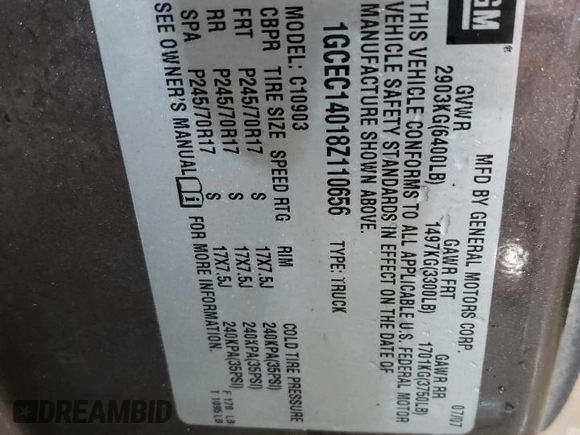 GM
®
MFD BY GENERAL MOTORS CORP. 07/07
GVWR GAWR FRT GAWR RR
2903KG(6400LB) 1497KG(3300LB) 1701KG(3750LB)
THIS VEHICLE CONFORMS TO ALL APPLICABLE U.S. FEDERAL MOTOR
VEHICLE SAFETY STANDARDS IN EFFECT ON THE DATE OF
MANUFACTURE SHOWN ABOVE.
1GCEC14018Z110656 TYPE: TRUCK
MODEL: C10903
CBPR TIRE SIZE SPEED RTG RIM COLD TIRE PRESSURE
FRT P245/70R17 S 17X7.5J 240KPA(35PSI)
RR P245/70R17 S 17X7.5J 240KPA(35PSI)
SPA P245/70R17 S 17X7.5J 240KPA(35PSI)
SEE OWNER'S MANUAL i FOR MORE INFORMATION.
F 170 LB
T 1095 LB
DREAMBID